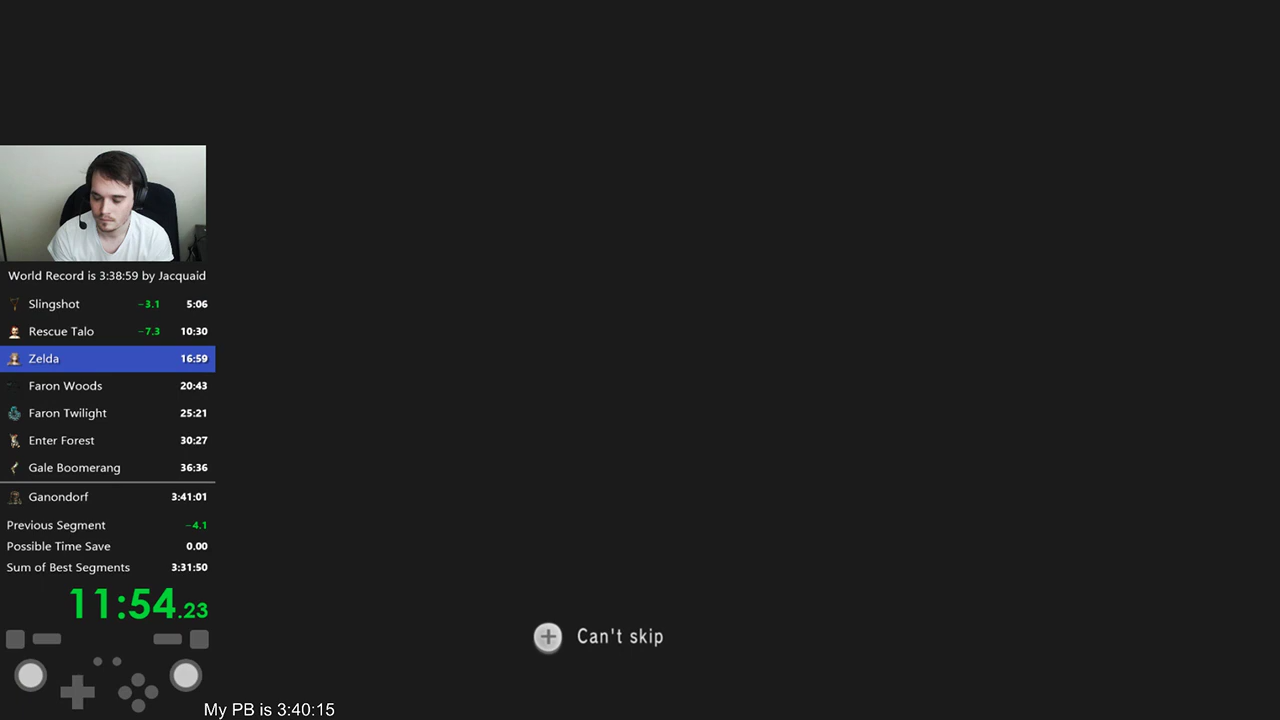 World Record is 3:38:59 by Jacquaid
Slingshot −3.1 5:06
Rescue Talo −7.3 10:30
Zelda 16:59
Faron Woods 20:43
Faron Twilight 25:21
Enter Forest 30:27
Gale Boomerang 36:36
Ganondorf 3:41:01
Previous Segment −4.1
Possible Time Save 0.00
Sum of Best Segments 3:31:50
11:54.23
Can't skip
My PB is 3:40:15